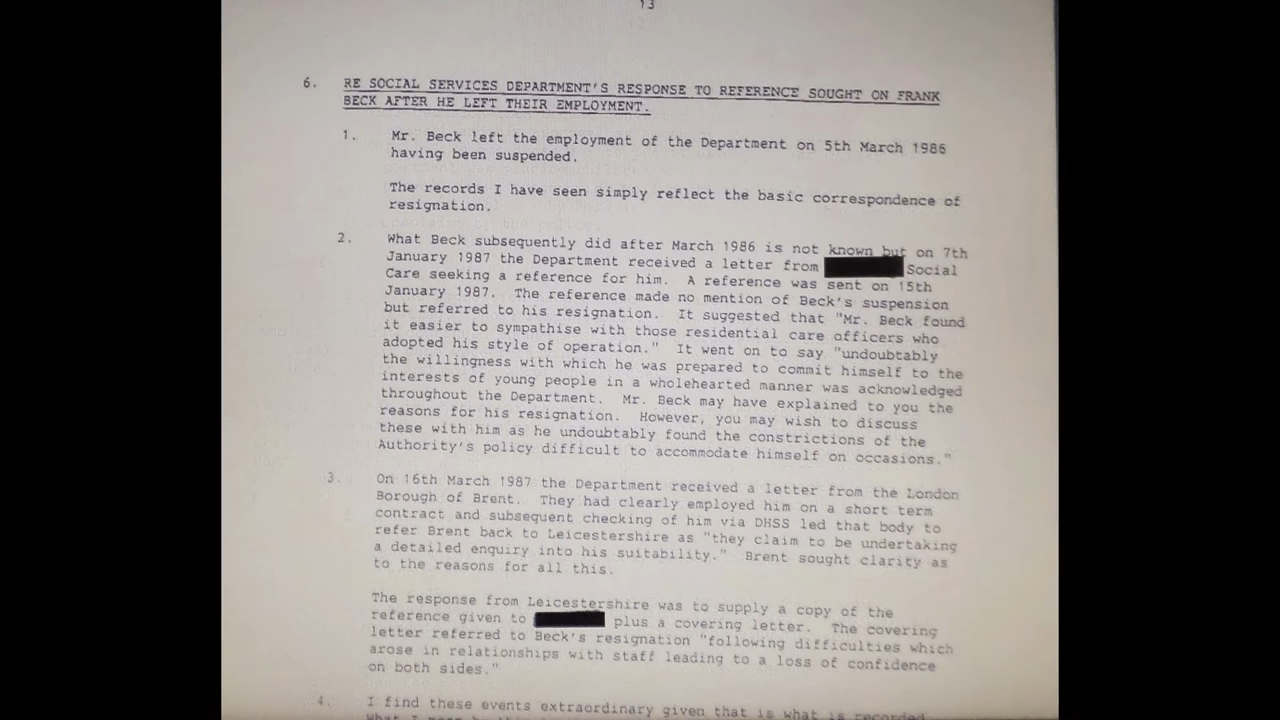 13
6. RE SOCIAL SERVICES DEPARTMENT'S RESPONSE TO REFERENCE SOUGHT ON FRANK
BECK AFTER HE LEFT THEIR EMPLOYMENT.
1. Mr. Beck left the employment of the Department on 5th March 1986
having been suspended.
The records I have seen simply reflect the basic correspondence of
resignation.
2. What Beck subsequently did after March 1986 is not known but on 7th
January 1987 the Department received a letter from Social
Care seeking a reference for him. A reference was sent on 15th
January 1987. The reference made no mention of Beck's suspension
but referred to his resignation. It suggested that "Mr. Beck found
it easier to sympathise with those residential care officers who
adopted his style of operation." It went on to say "undoubtably
the willingness with which he was prepared to commit himself to the
interests of young people in a wholehearted manner was acknowledged
throughout the Department. Mr. Beck may have explained to you the
reasons for his resignation. However, you may wish to discuss
these with him as he undoubtably found the constrictions of the
Authority's policy difficult to accommodate himself on occasions."
3. On 16th March 1987 the Department received a letter from the London
Borough of Brent. They had clearly employed him on a short term
contract and subsequent checking of him via DHSS led that body to
refer Brent back to Leicestershire as "they claim to be undertaking
a detailed enquiry into his suitability." Brent sought clarity as
to the reasons for all this.
The response from Leicestershire was to supply a copy of the
reference given to plus a covering letter. The covering
letter referred to Beck's resignation "following difficulties which
arose in relationships with staff leading to a loss of confidence
on both sides."
4. I find these events extraordinary given that is what is recorded